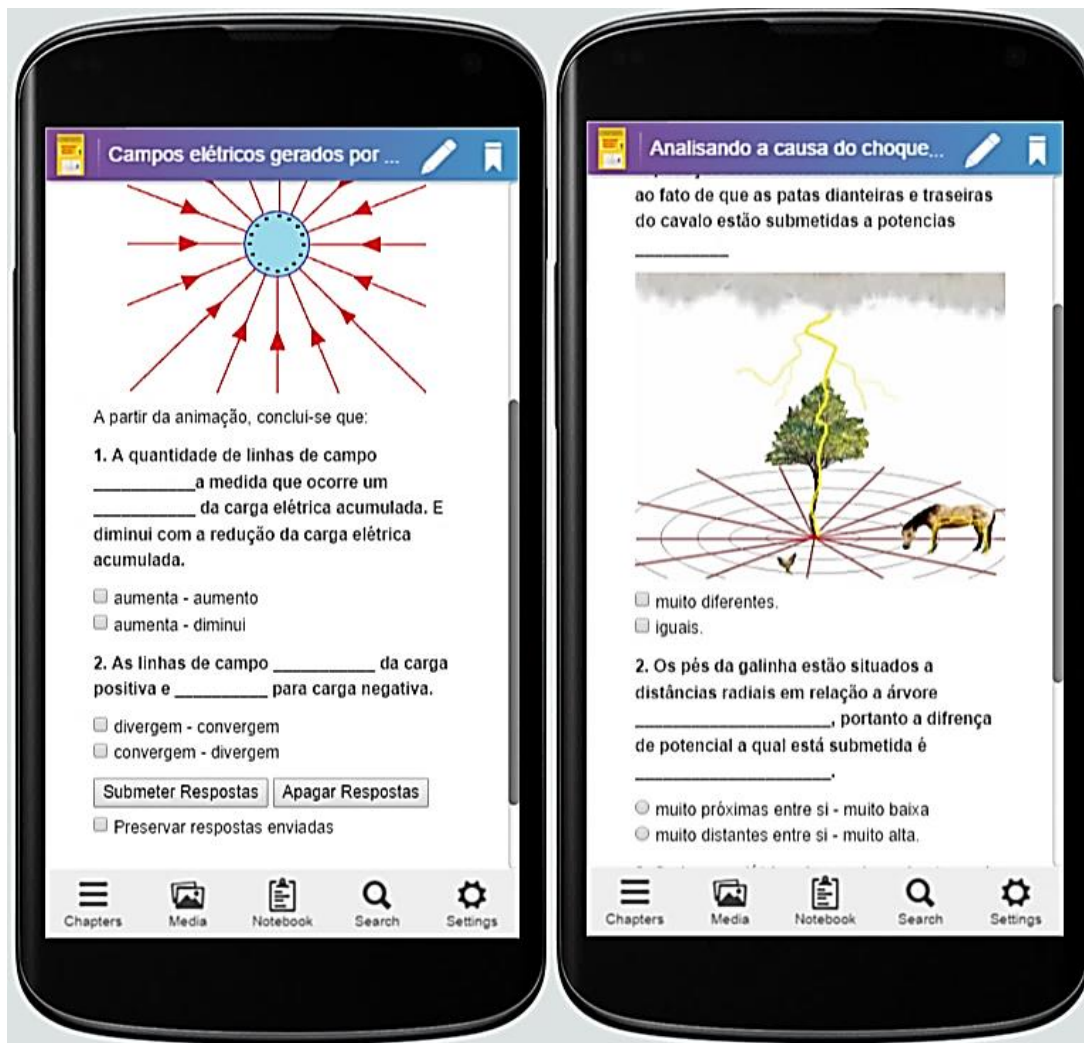 Campos elétricos gerados por ...
A partir da animação, conclui-se que:
1. A quantidade de linhas de campo
___________a medida que ocorre um
___________ da carga elétrica acumulada. E
diminui com a redução da carga elétrica
acumulada.
aumenta - aumento
aumenta - diminui
2. As linhas de campo ___________ da carga
positiva e __________ para carga negativa.
divergem - convergem
convergem - divergem
Submeter Respostas Apagar Respostas
Preservar respostas enviadas
Chapters Media Notebook Search Settings
Analisando a causa do choque...
ao fato de que as patas dianteiras e traseiras
do cavalo estão submetidas a potencias
__________
muito diferentes.
iguais.
2. Os pés da galinha estão situados a
distâncias radiais em relação a árvore
_____________________, portanto a difrença
de potencial a qual está submetida é
_____________________.
muito próximas entre si - muito baixa
muito distantes entre si - muito alta.
Chapters Media Notebook Search Settings